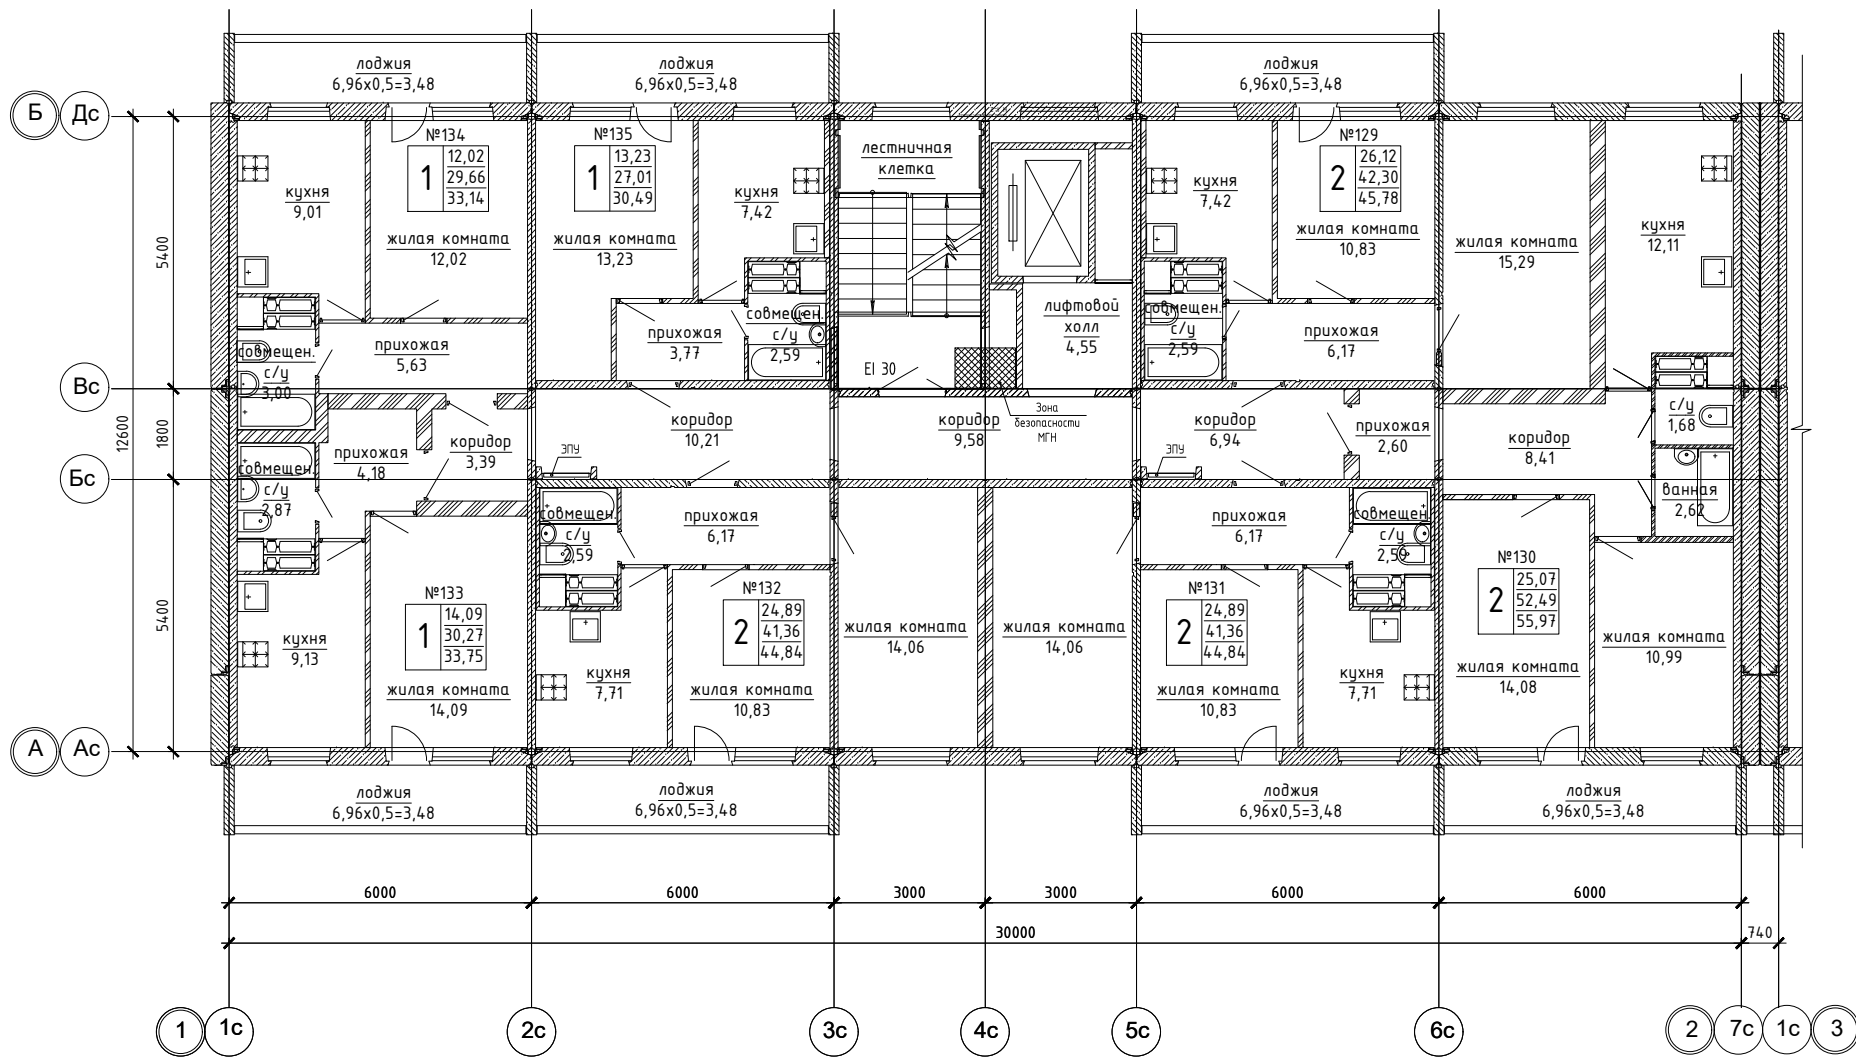 лоджия
6,96х0,5=3,48
лоджия
6,96х0,5=3,48
лоджия
6,96х0,5=3,48
Б
Дс
№134
1
12,02
29,66
33,14
кухня
9,01
жилая комната
12,02
№135
1
13,23
27,01
30,49
кухня
7,42
жилая комната
13,23
лестничная
клетка
№129
2
26,12
42,30
45,78
кухня
7,42
жилая комната
10,83
жилая комната
15,29
кухня
12,11
5400
совмещен.
с/у
3,00
прихожая
5,63
прихожая
3,77
совмещен.
с/у
2,59
EI 30
лифтовой
холл
4,55
совмещен.
с/у
2,59
прихожая
6,17
Вс
12600
1800
прихожая
4,18
коридор
3,39
коридор
10,21
ЭПУ
коридор
9,58
Зона
безопасности
МГН
коридор
6,94
ЭПУ
прихожая
2,60
коридор
8,41
с/у
1,68
Бс
совмещен.
с/у
2,87
совмещен.
с/у
2,59
прихожая
6,17
прихожая
6,17
совмещен.
с/у
2,59
ванная
2,62
5400
№133
1
14,09
30,27
33,75
кухня
9,13
жилая комната
14,09
№132
2
24,89
41,36
44,84
кухня
7,71
жилая комната
10,83
жилая комната
14,06
жилая комната
14,06
№131
2
24,89
41,36
44,84
жилая комната
10,83
кухня
7,71
№130
2
25,07
52,49
55,97
жилая комната
14,08
жилая комната
10,99
А
Ас
лоджия
6,96х0,5=3,48
лоджия
6,96х0,5=3,48
лоджия
6,96х0,5=3,48
лоджия
6,96х0,5=3,48
6000
6000
3000
3000
6000
6000
30000
740
1
1с
2с
3с
4с
5с
6с
2
7с
1с
3